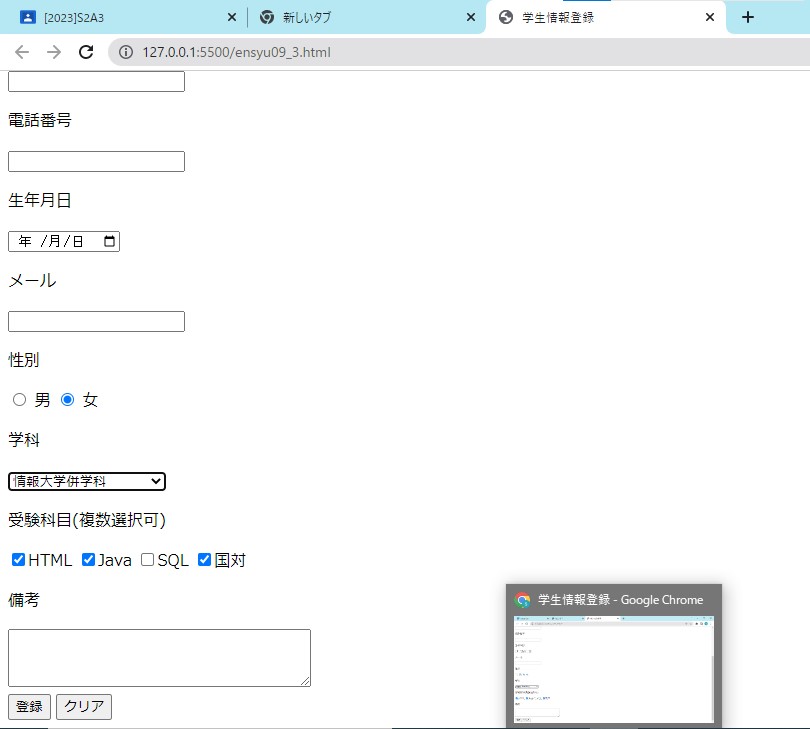 [2023]S2A3
新しいタブ
学生情報登録
127.0.0.1:5500/ensyu09_3.html
電話番号
生年月日
年 /月/日
メール
性別
男 女
学科
情報大学併学科
受験科目(複数選択可)
HTML Java SQL 国対
備考
学生情報登録 - Google Chrome
登録 クリア